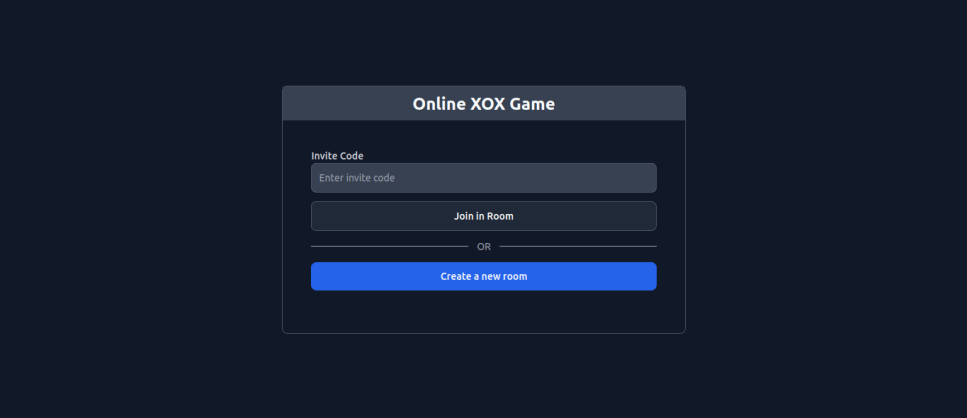 Online XOX Game
Invite Code
Enter invite code
Join in Room
OR
Create a new room